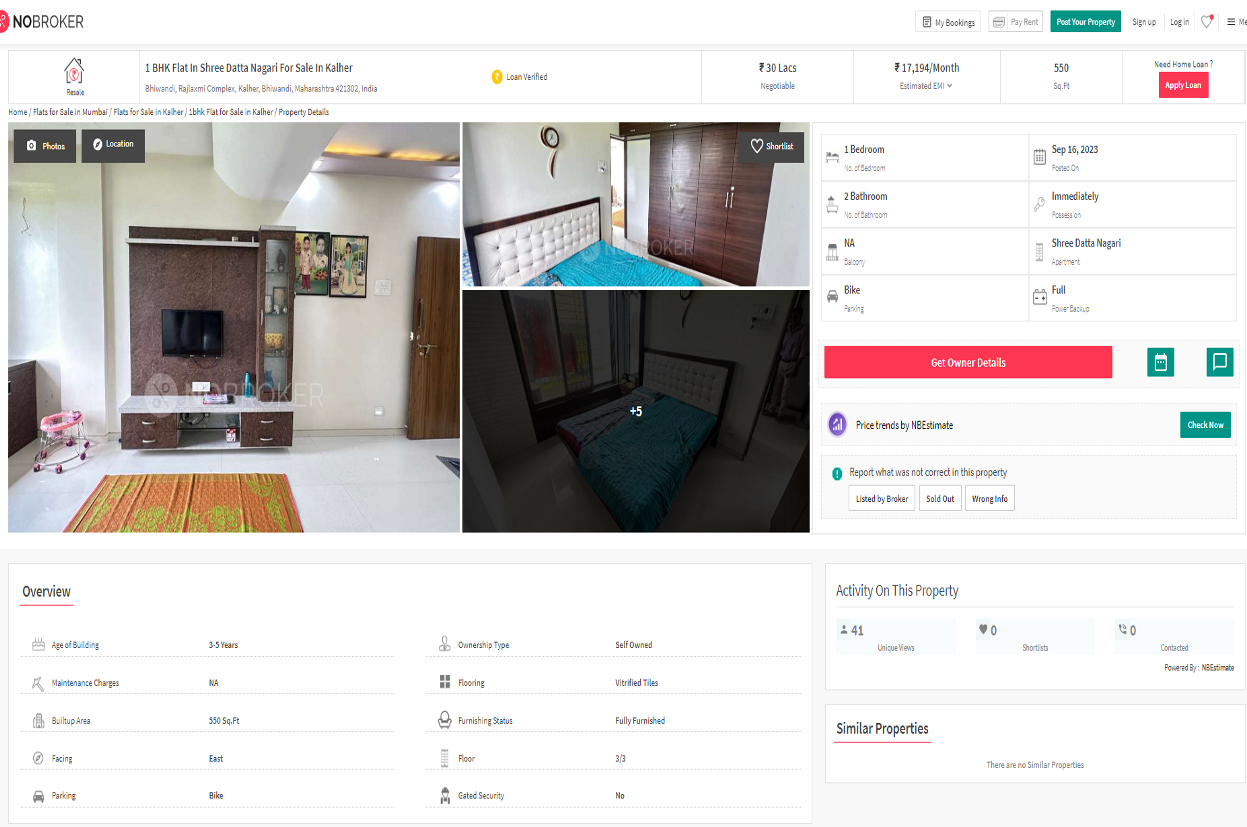 NOBROKER
My Bookings
Pay Rent
Post Your Property
Sign up
Log in
Me
Resale
1 BHK Flat In Shree Datta Nagari For Sale In Kalher
Bhiwandi, Rajlaxmi Complex, Kalher, Bhiwandi, Maharashtra 421302, India
Loan Verified
₹ 30 Lacs
Negotiable
₹ 17,194/Month
Estimated EMI
550
Sq.Ft
Need Home Loan ?
Apply Loan
Home / Flats for Sale in Mumbai / Flats for Sale in Kalher / 1bhk Flat for Sale in Kalher / Property Details
Photos
Location
Shortlist
NOBROKER
NOBROKER
+5
1 Bedroom
No. of Bedroom
Sep 16, 2023
Posted On
2 Bathroom
No. of Bathroom
Immediately
Possession
NA
Balcony
Shree Datta Nagari
Apartment
Bike
Parking
Full
Power Backup
Get Owner Details
Price trends by NBEstimate
Check Now
Report what was not correct in this property
Listed by Broker
Sold Out
Wrong Info
Overview
Age of Building
3-5 Years
Ownership Type
Self Owned
Maintenance Charges
NA
Flooring
Vitrified Tiles
Builtup Area
550 Sq.Ft
Furnishing Status
Fully Furnished
Facing
East
Floor
3/3
Parking
Bike
Gated Security
No
Activity On This Property
41
Unique Views
0
Shortlists
0
Contacted
Powered By : NBEstimate
Similar Properties
There are no Similar Properties